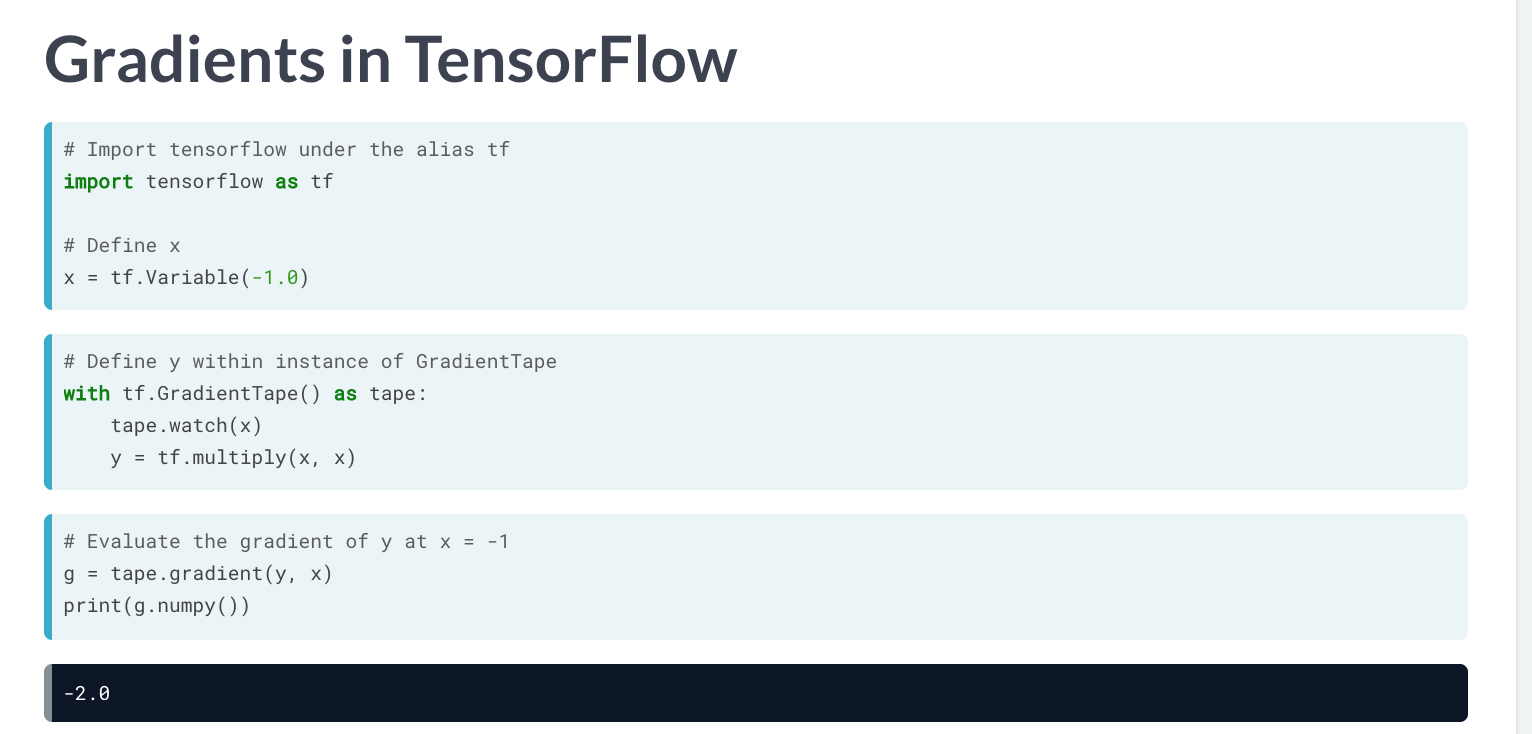 Gradients in TensorFlow
# Import tensorflow under the alias tf
import tensorflow as tf
# Define x
x = tf.Variable(-1.0)
# Define y within instance of GradientTape
with tf.GradientTape() as tape:
    tape.watch(x)
    y = tf.multiply(x, x)
# Evaluate the gradient of y at x = -1
g = tape.gradient(y, x)
print(g.numpy())
-2.0